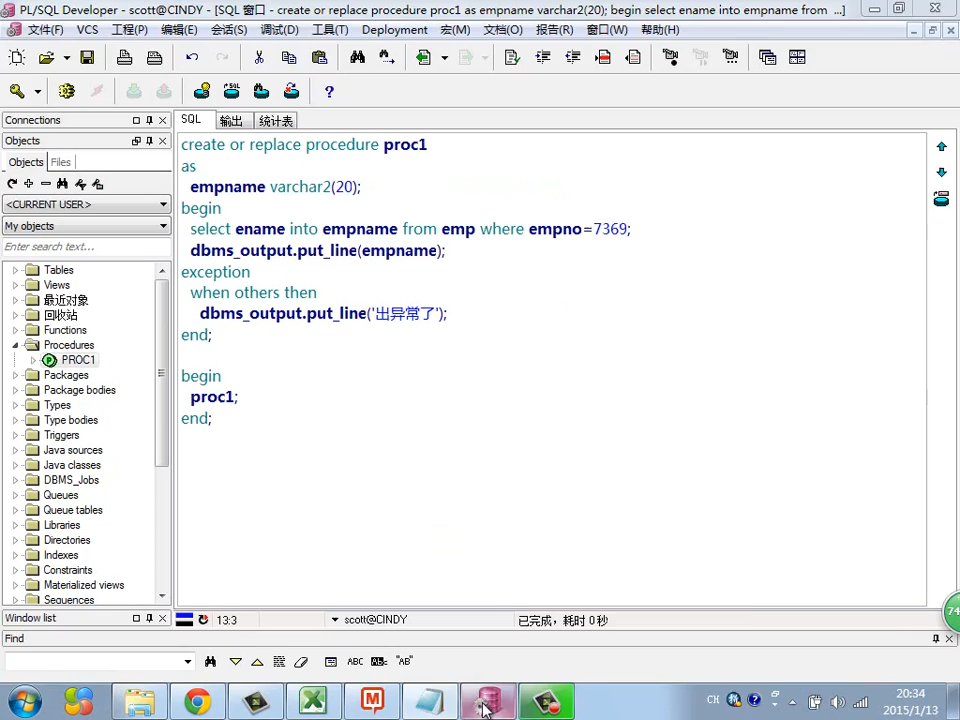 PL/SQL Developer - scott@CINDY - [SQL 窗口 - create or replace procedure proc1 as empname varchar2(20); begin select ename into empname from ...]
文件(F) VCS 工程(P) 编辑(E) 会话(S) 调试(D) 工具(T) Deployment 宏(M) 文档(O) 报告(R) 窗口(W) 帮助(H)
Connections
Objects
Objects Files
<CURRENT USER>
My objects
Enter search text...
Tables
Views
最近对象
回收站
Functions
Procedures
PROC1
Packages
Package bodies
Types
Type bodies
Triggers
Java sources
Java classes
DBMS_Jobs
Queues
Queue tables
Libraries
Directories
Indexes
Constraints
Materialized views
Sequences
SQL 输出 统计表
create or replace procedure proc1
as
empname varchar2(20);
begin
select ename into empname from emp where empno=7369;
dbms_output.put_line(empname);
exception
when others then
dbms_output.put_line('出异常了');
end;
begin
proc1;
end;
74
Window list
13:3 scott@CINDY 已完成，耗时 0 秒
Find
ABC "AB"
CH
20:34
2015/1/13